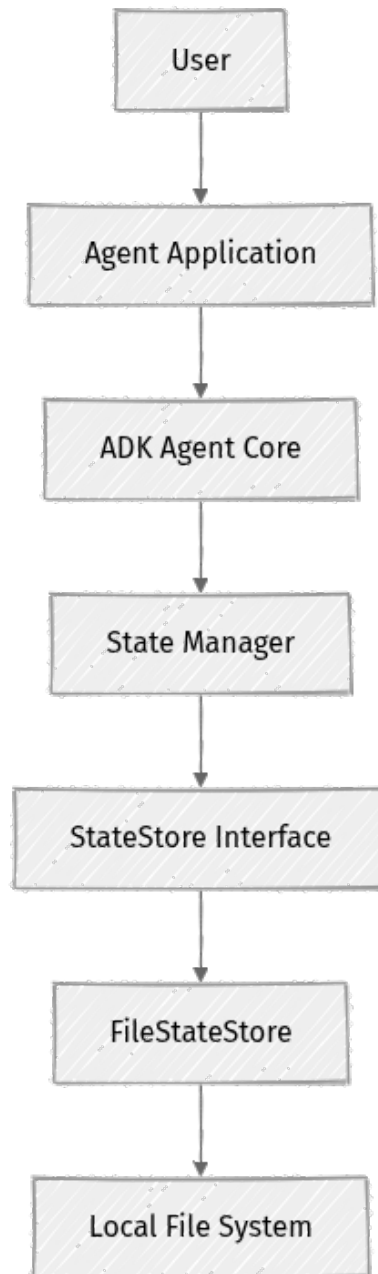 User
Agent Application
ADK Agent Core
State Manager
StateStore Interface
FileStateStore
Local File System